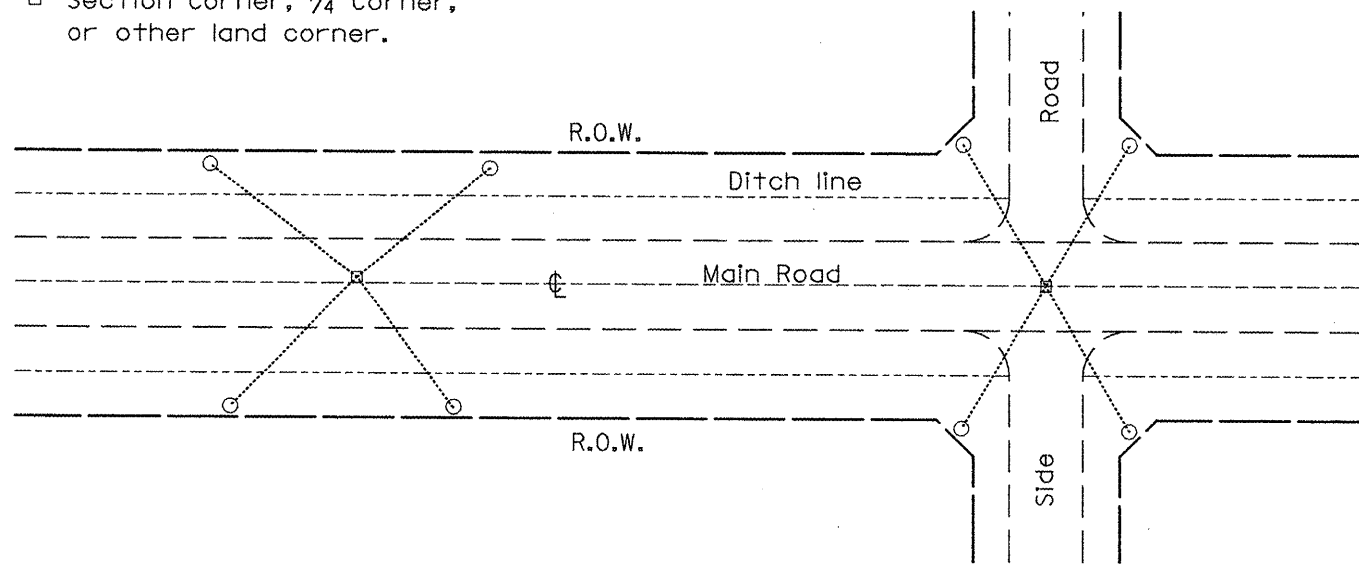 □ Section corner, 1/4 corner,
or other land corner.
R.O.W.
Road
Ditch line
Main Road
℄
R.O.W.
Side